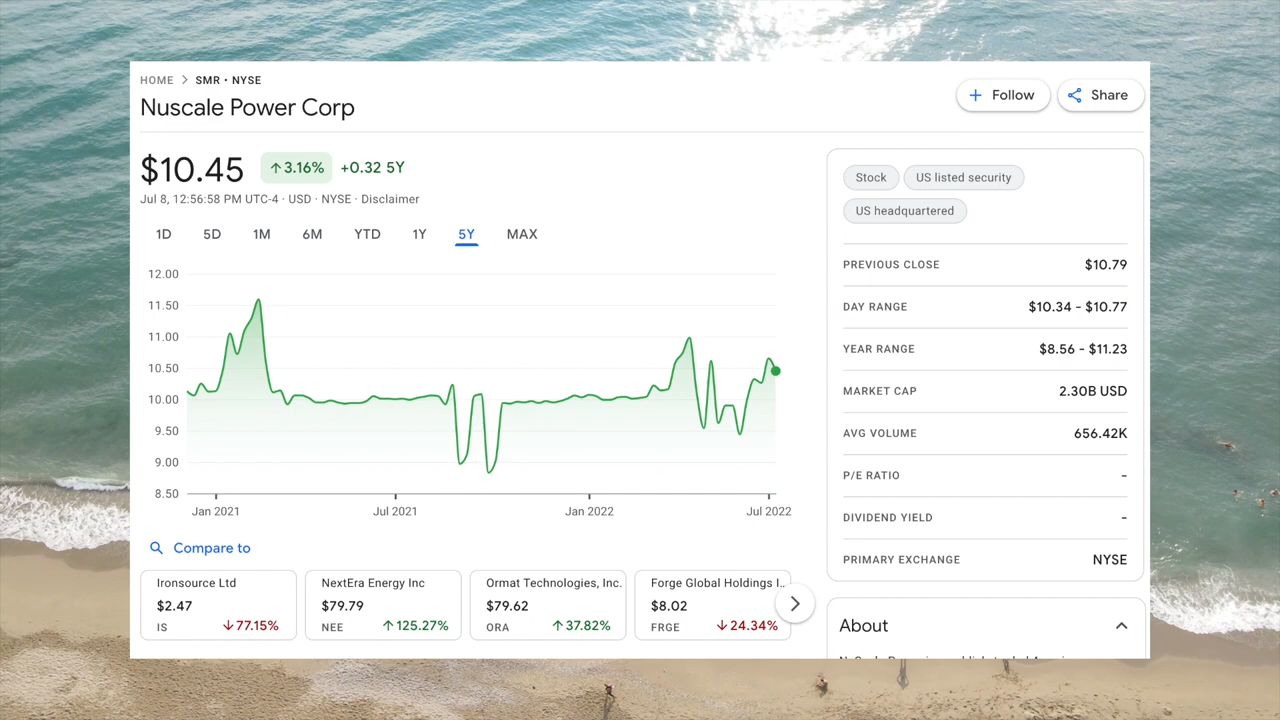 HOME > SMR • NYSE
Nuscale Power Corp
Follow
Share
$10.45
↑3.16%
+0.32 5Y
Jul 8, 12:56:58 PM UTC-4 · USD · NYSE · Disclaimer
1D 5D 1M 6M YTD 1Y 5Y MAX
12.00
11.50
11.00
10.50
10.00
9.50
9.00
8.50
Jan 2021 Jul 2021 Jan 2022 Jul 2022
Compare to
Ironsource Ltd
$2.47
IS ↓77.15%
NextEra Energy Inc
$79.79
NEE ↑125.27%
Ormat Technologies, Inc.
$79.62
ORA ↑37.82%
Forge Global Holdings I...
$8.02
FRGE ↓24.34%
Stock
US listed security
US headquartered
PREVIOUS CLOSE $10.79
DAY RANGE $10.34 - $10.77
YEAR RANGE $8.56 - $11.23
MARKET CAP 2.30B USD
AVG VOLUME 656.42K
P/E RATIO -
DIVIDEND YIELD -
PRIMARY EXCHANGE NYSE
About